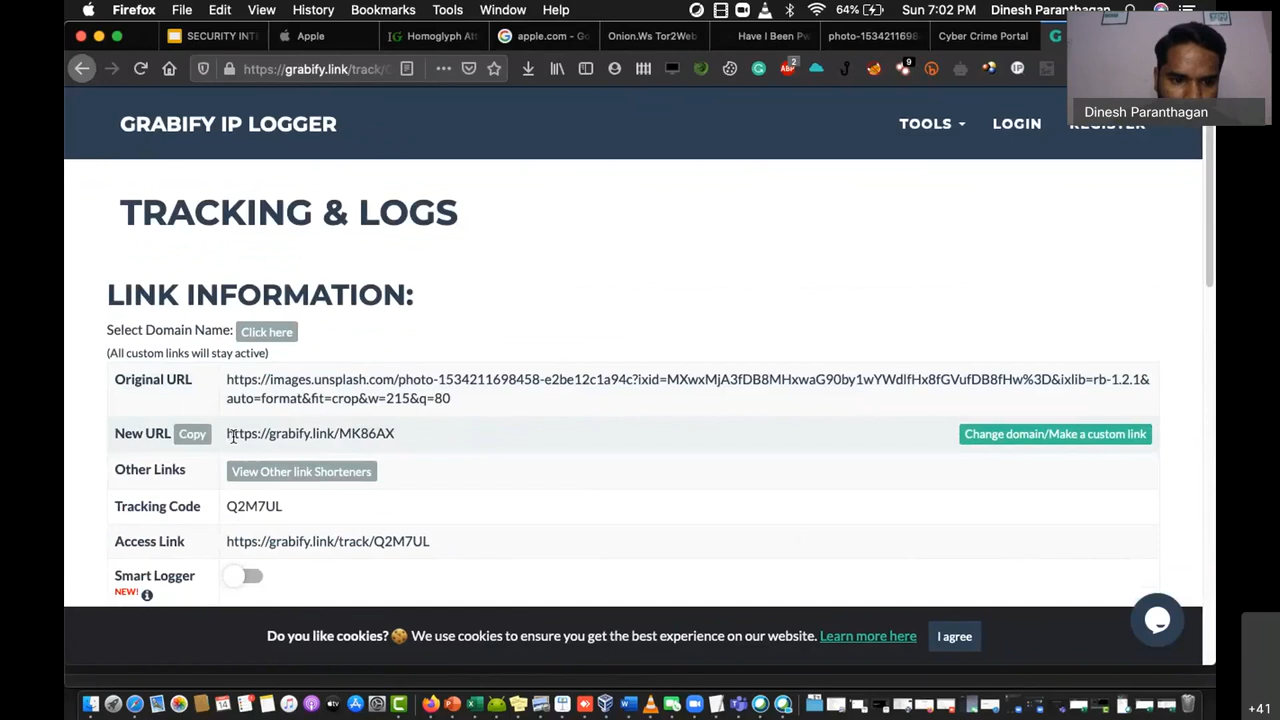 Firefox File Edit View History Bookmarks Tools Window Help 64% Sun 7:02 PM Dinesh Paranthagan
SECURITY INT Apple Homoglyph Att apple.com - Go Onion.Ws Tor2Web Have I Been Pw photo-153421169 Cyber Crime Portal
https://grabify.link/track/ 2 9
Dinesh Paranthagan
GRABIFY IP LOGGER TOOLS LOGIN REGISTER
TRACKING & LOGS
LINK INFORMATION:
Select Domain Name: Click here
(All custom links will stay active)
Original URL https://images.unsplash.com/photo-1534211698458-e2be12c1a94c?ixid=MXwxMjA3fDB8MHxwaG90by1wYWdlfHx8fGVufDB8fHw%3D&ixlib=rb-1.2.1&
auto=format&fit=crop&w=215&q=80
New URL Copy https://grabify.link/MK86AX Change domain/Make a custom link
Other Links View Other link Shorteners
Tracking Code Q2M7UL
Access Link https://grabify.link/track/Q2M7UL
Smart Logger
NEW!
Do you like cookies? We use cookies to ensure you get the best experience on our website. Learn more here I agree
+41